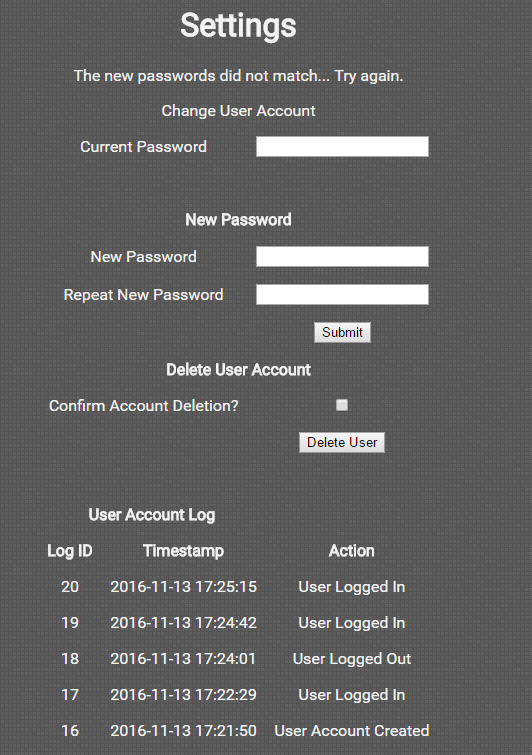 Settings
The new passwords did not match... Try again.
Change User Account
Current Password
New Password
New Password
Repeat New Password
Submit
Delete User Account
Confirm Account Deletion?
Delete User
User Account Log
Log ID Timestamp Action
20 2016-11-13 17:25:15 User Logged In
19 2016-11-13 17:24:42 User Logged In
18 2016-11-13 17:24:01 User Logged Out
17 2016-11-13 17:22:29 User Logged In
16 2016-11-13 17:21:50 User Account Created